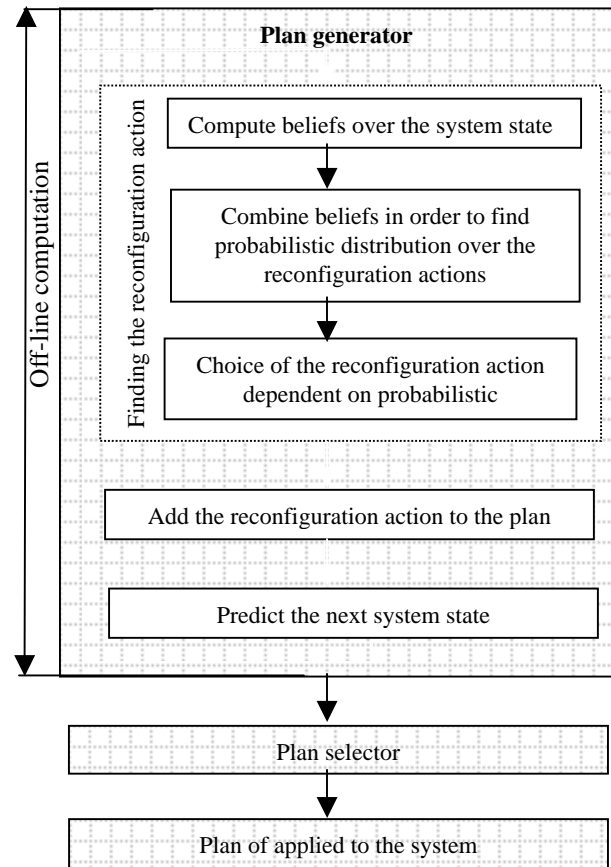 Plan generator
Off-line computation
Finding the reconfiguration action
Compute beliefs over the system state
Combine beliefs in order to find
probabilistic distribution over the
reconfiguration actions
Choice of the reconfiguration action
dependent on probabilistic
Add the reconfiguration action to the plan
Predict the next system state
Plan selector
Plan of applied to the system